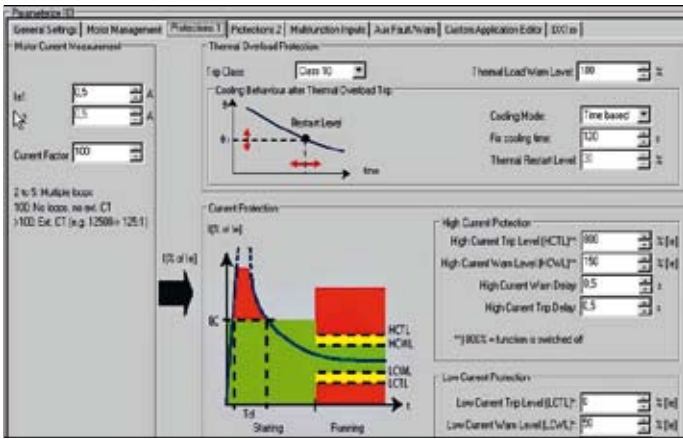 Parameterize [0]
General Settings Motor Management Protections 1 Protections 2 Multifunction Inputs Aux Fault/Warn Custom Application Editor
Motor Current Measurement
Ie1: 0,5 A
0,5 A
Current Factor 100
2 to 5: Multiple loops
100: No loops, no ext. CT
>100: Ext. CT (e.g. 12500= 125:1)
I[% of Ie]
Thermal Overload Protection
Trip Class: Class 10
Thermal Load Warn Level: 100 %
Cooling Behaviour after Thermal Overload Trip
Restart Level
time
Cooling Mode: Time based
Fix cooling time: 120 s
Thermal Restart Level: 30 %
Current Protection
I[% of Ie]
HCTL
HCWL
LCWL
LCTL
t
Starting Running
High Current Protection
High Current Trip Level (HCTL)**: 800 % [Ie]
High Current Warn Level (HCWL)**: 150 % [Ie]
High Current Warn Delay: 0,5 s
High Current Trip Delay: 0,5 s
**) 800% = function is switched off
Low Current Protection
Low Current Trip Level (LCTL)*: % [Ie]
Low Current Warn Level (LCWL)*: 50 % [Ie]